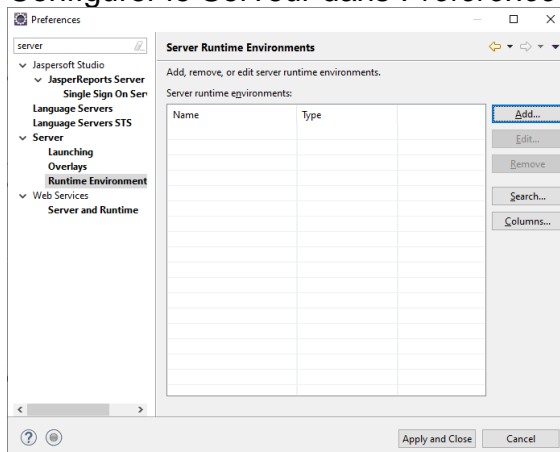 Configurer le Serveur dans Preference
Preferences
server
Server Runtime Environments
Jaspersoft Studio
JasperReports Server
Single Sign On Ser
Language Servers
Language Servers STS
Server
Launching
Overlays
Runtime Environment
Web Services
Server and Runtime
Add, remove, or edit server runtime environments.
Server runtime environments:
Name Type
Add...
Edit...
Remove
Search...
Columns...
Apply and Close Cancel